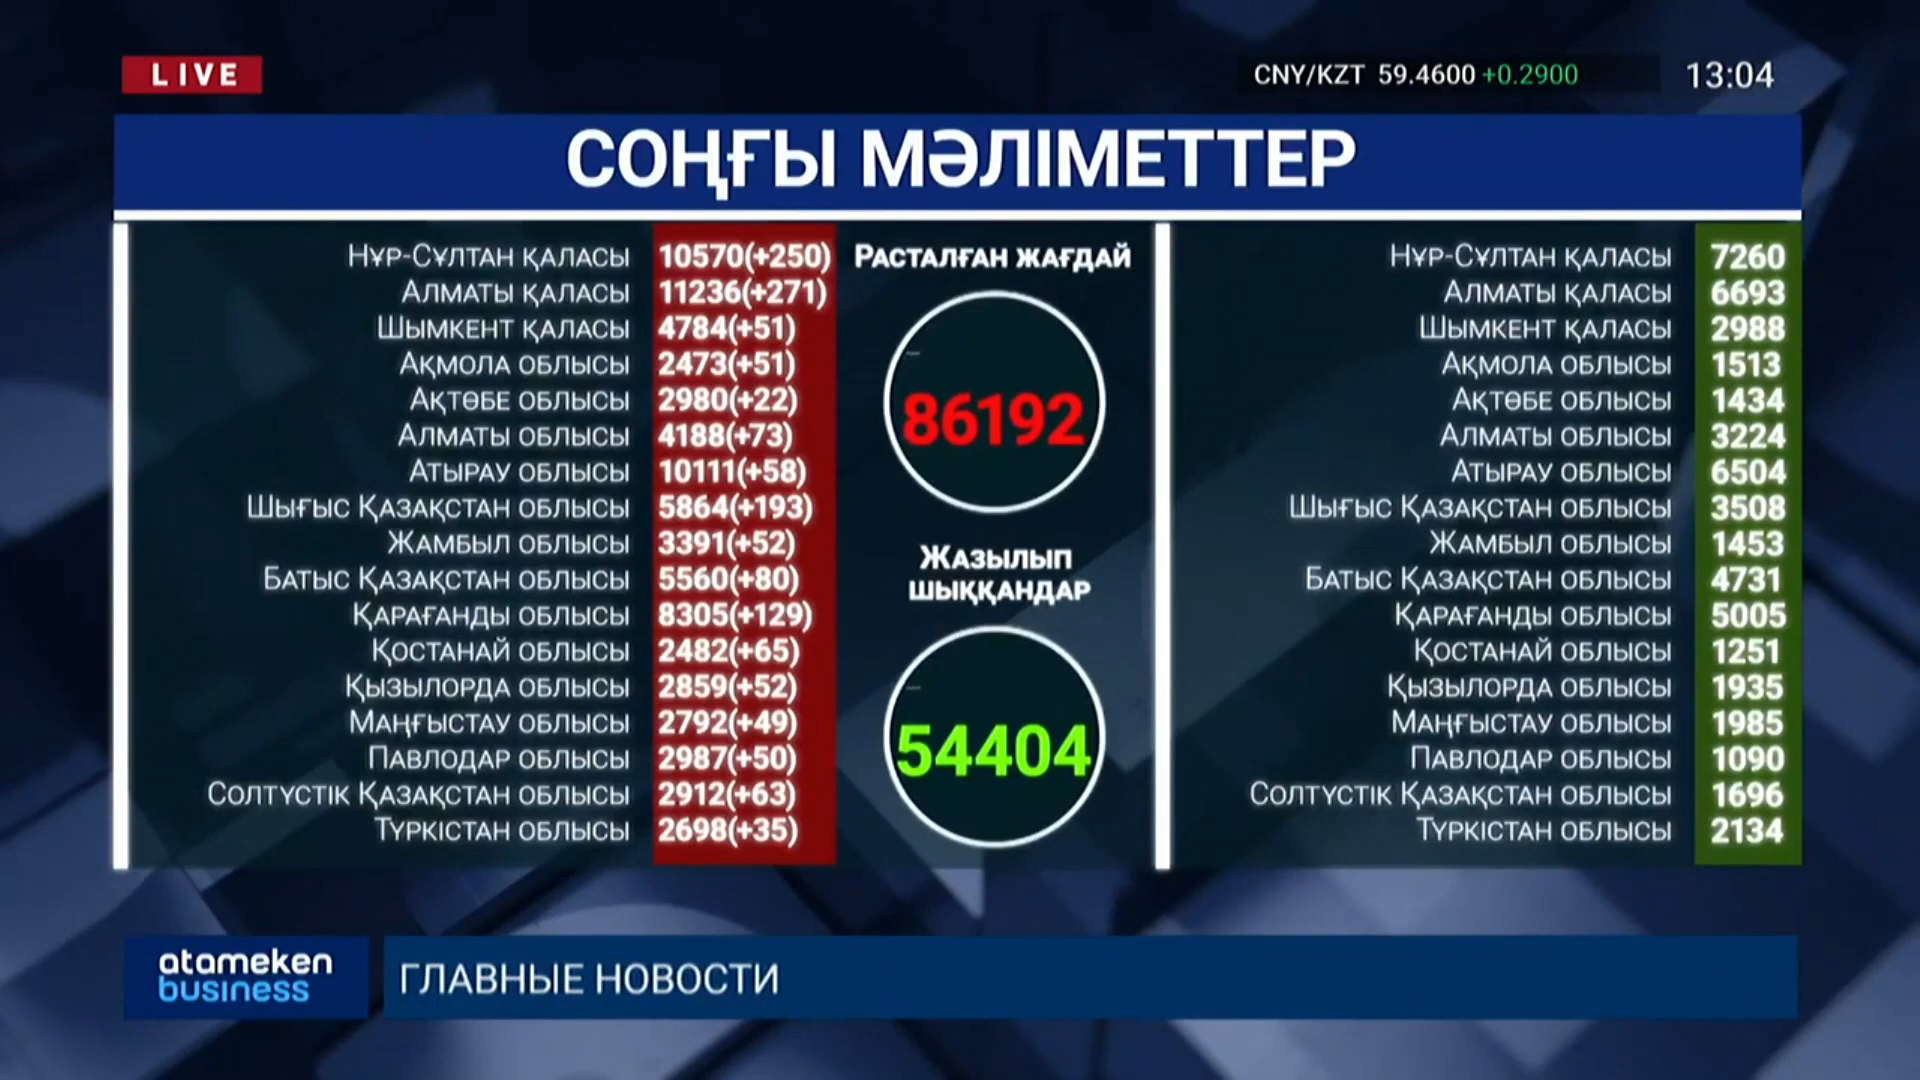 LIVE
CNY/KZT 59.4600 +0.2900
13:04
СОҢҒЫ МӘЛІМЕТТЕР
НҰР-СҰЛТАН ҚАЛАСЫ 10570(+250)
АЛМАТЫ ҚАЛАСЫ 11236(+271)
ШЫМКЕНТ ҚАЛАСЫ 4784(+51)
АҚМОЛА ОБЛЫСЫ 2473(+51)
АҚТӨБЕ ОБЛЫСЫ 2980(+22)
АЛМАТЫ ОБЛЫСЫ 4188(+73)
АТЫРАУ ОБЛЫСЫ 10111(+58)
ШЫҒЫС ҚАЗАҚСТАН ОБЛЫСЫ 5864(+193)
ЖАМБЫЛ ОБЛЫСЫ 3391(+52)
БАТЫС ҚАЗАҚСТАН ОБЛЫСЫ 5560(+80)
ҚАРАҒАНДЫ ОБЛЫСЫ 8305(+129)
ҚОСТАНАЙ ОБЛЫСЫ 2482(+65)
ҚЫЗЫЛОРДА ОБЛЫСЫ 2859(+52)
МАҢҒЫСТАУ ОБЛЫСЫ 2792(+49)
ПАВЛОДАР ОБЛЫСЫ 2987(+50)
СОЛТҮСТІК ҚАЗАҚСТАН ОБЛЫСЫ 2912(+63)
ТҮРКІСТАН ОБЛЫСЫ 2698(+35)
РАСТАЛҒАН ЖАҒДАЙ
86192
ЖАЗЫЛЫП
ШЫҚҚАНДАР
54404
НҰР-СҰЛТАН ҚАЛАСЫ 7260
АЛМАТЫ ҚАЛАСЫ 6693
ШЫМКЕНТ ҚАЛАСЫ 2988
АҚМОЛА ОБЛЫСЫ 1513
АҚТӨБЕ ОБЛЫСЫ 1434
АЛМАТЫ ОБЛЫСЫ 3224
АТЫРАУ ОБЛЫСЫ 6504
ШЫҒЫС ҚАЗАҚСТАН ОБЛЫСЫ 3508
ЖАМБЫЛ ОБЛЫСЫ 1453
БАТЫС ҚАЗАҚСТАН ОБЛЫСЫ 4731
ҚАРАҒАНДЫ ОБЛЫСЫ 5005
ҚОСТАНАЙ ОБЛЫСЫ 1251
ҚЫЗЫЛОРДА ОБЛЫСЫ 1935
МАҢҒЫСТАУ ОБЛЫСЫ 1985
ПАВЛОДАР ОБЛЫСЫ 1090
СОЛТҮСТІК ҚАЗАҚСТАН ОБЛЫСЫ 1696
ТҮРКІСТАН ОБЛЫСЫ 2134
atameken
business
ГЛАВНЫЕ НОВОСТИ